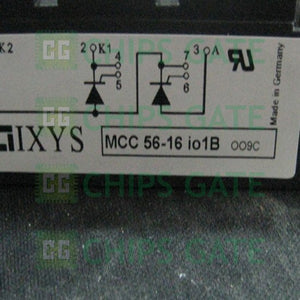 K2 2 K1 3 A
4 7
5 6
IXYS MCC 56-16 io1B OO9C
Made in Germany
CHIPS GATE
CHIPS GATE
CHIPS GATE